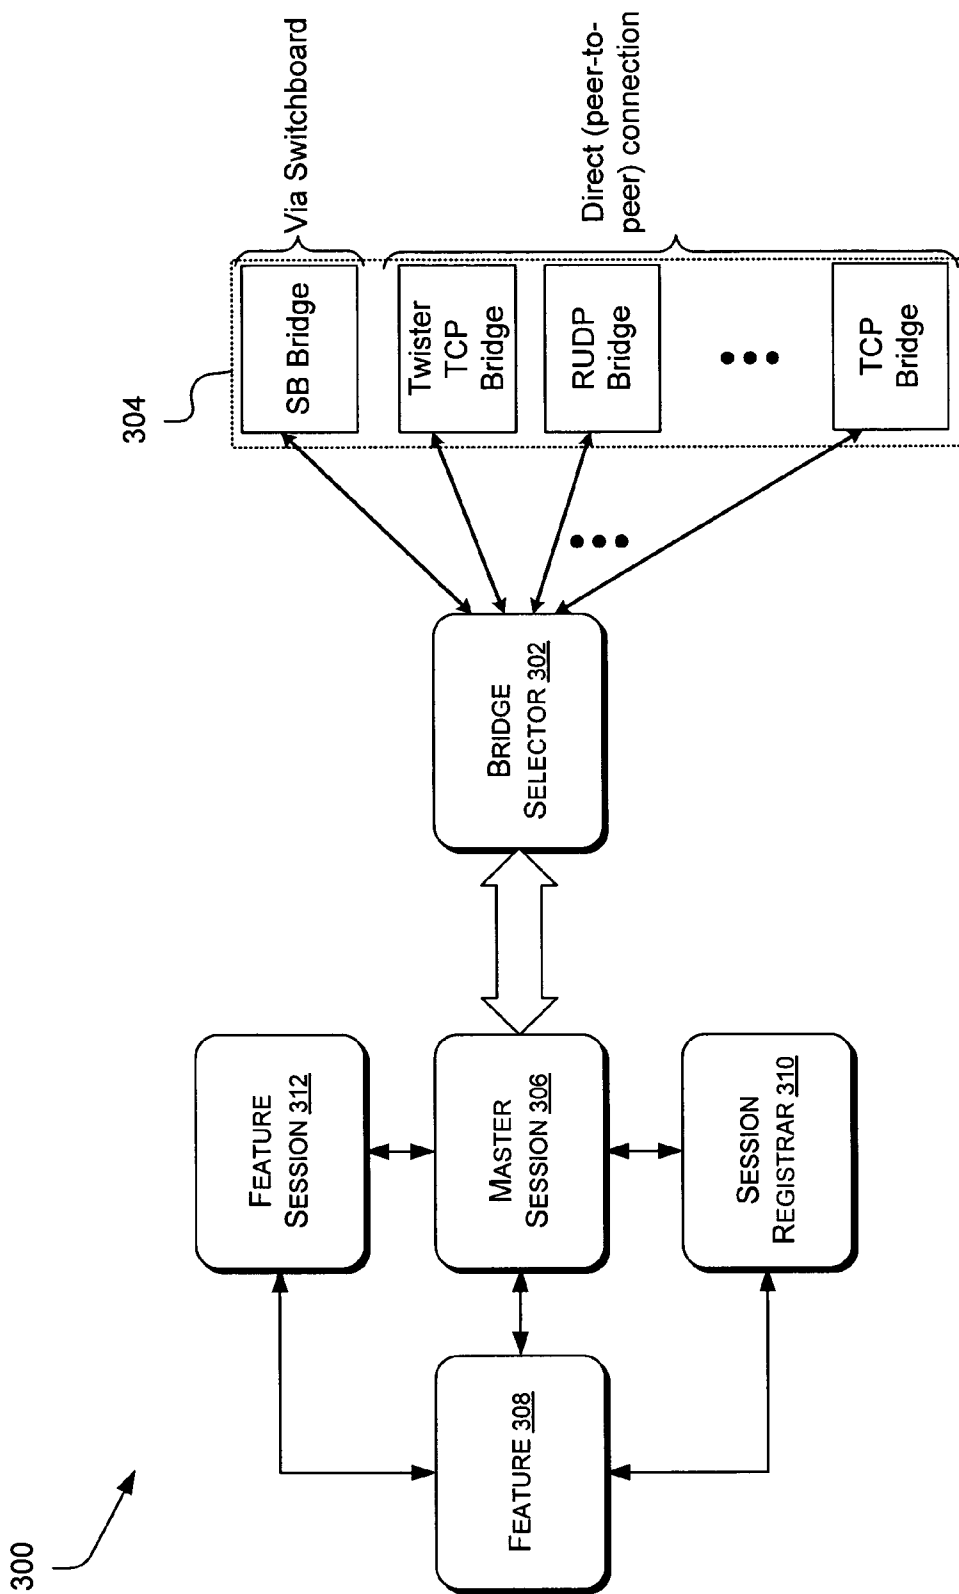 300
304
SB Bridge
Via Switchboard
Twister
TCP
Bridge
RUDP
Bridge
TCP
Bridge
Direct (peer-to-
peer) connection
FEATURE
SESSION 312
FEATURE 308
MASTER
SESSION 306
BRIDGE
SELECTOR 302
SESSION
REGISTRAR 310